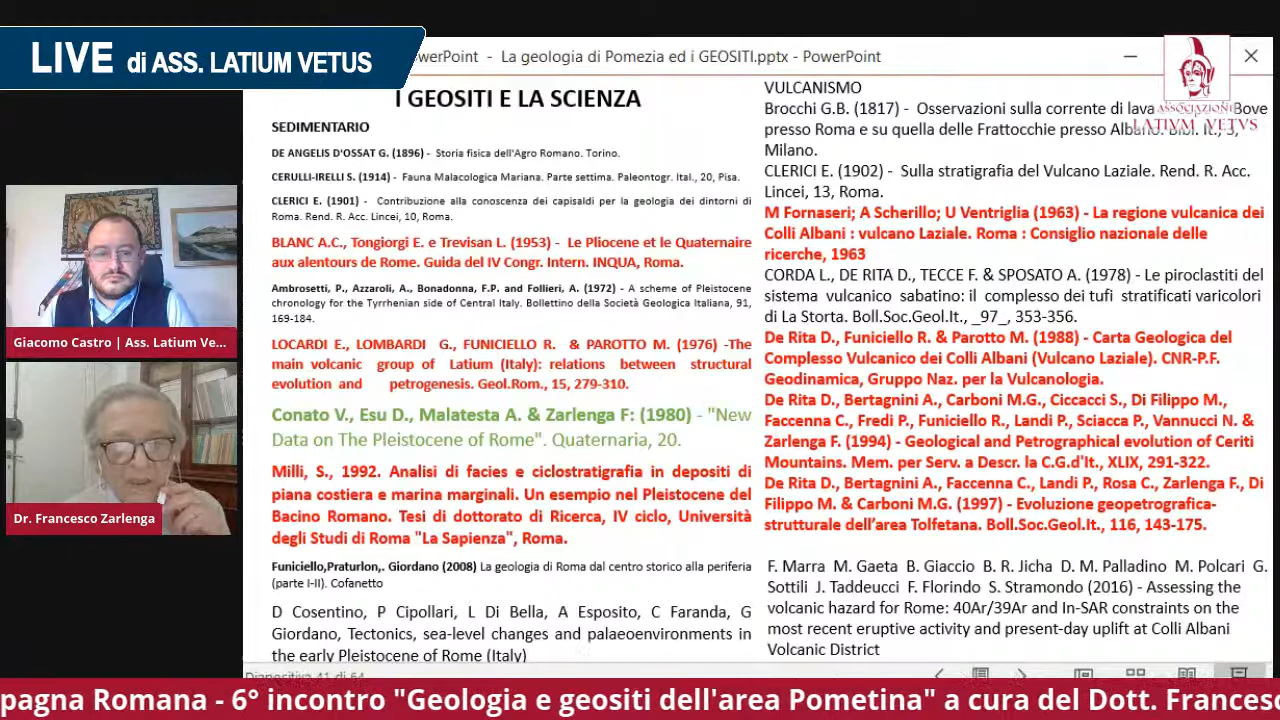 LIVE di ASS. LATIUM VETUS
PowerPoint - La geologia di Pomezia ed i GEOSITI.pptx - PowerPoint
I GEOSITI E LA SCIENZA
SEDIMENTARIO
DE ANGELIS D'OSSAT G. (1896) - Storia fisica dell'Agro Romano. Torino.
CERULLI-IRELLI S. (1914) - Fauna Malacologica Mariana. Parte settima. Paleontogr. Ital., 20, Pisa.
CLERICI E. (1901) - Contribuzione alla conoscenza dei capisaldi per la geologia dei dintorni di
Roma. Rend. R. Acc. Lincei, 10, Roma.
BLANC A.C., Tongiorgi E. e Trevisan L. (1953) - Le Pliocene et le Quaternaire
aux alentours de Rome. Guida del IV Congr. Intern. INQUA, Roma.
Ambrosetti, P., Azzaroli, A., Bonadonna, F.P. and Follieri, A. (1972) - A scheme of Pleistocene
chronology for the Tyrrhenian side of Central Italy. Bollettino della Società Geologica Italiana, 91,
169-184.
LOCARDI E., LOMBARDI G., FUNICIELLO R. & PAROTTO M. (1976) -The
main volcanic group of Latium (Italy): relations between structural
evolution and petrogenesis. Geol.Rom., 15, 279-310.
Conato V., Esu D., Malatesta A. & Zarlenga F: (1980) - "New
Data on The Pleistocene of Rome". Quaternaria, 20.
Milli, S., 1992. Analisi di facies e ciclostratigrafia in depositi di
piana costiera e marina marginali. Un esempio nel Pleistocene del
Bacino Romano. Tesi di dottorato di Ricerca, IV ciclo, Università
degli Studi di Roma "La Sapienza", Roma.
Funiciello,Praturlon,. Giordano (2008) La geologia di Roma dal centro storico alla periferia
(parte I-II). Cofanetto
D Cosentino, P Cipollari, L Di Bella, A Esposito, C Faranda, G
Giordano, Tectonics, sea-level changes and palaeoenvironments in
the early Pleistocene of Rome (Italy)
VULCANISMO
Brocchi G.B. (1817) - Osservazioni sulla corrente di lava Bove
presso Roma e su quella delle Frattocchie presso Albano. Bibl. It.,
Milano.
CLERICI E. (1902) - Sulla stratigrafia del Vulcano Laziale. Rend. R. Acc.
Lincei, 13, Roma.
M Fornaseri; A Scherillo; U Ventriglia (1963) - La regione vulcanica dei
Colli Albani : vulcano Laziale. Roma : Consiglio nazionale delle
ricerche, 1963
CORDA L., DE RITA D., TECCE F. & SPOSATO A. (1978) - Le piroclastiti del
sistema vulcanico sabatino: il complesso dei tufi stratificati varicolori
di La Storta. Boll.Soc.Geol.It., _97_, 353-356.
De Rita D., Funiciello R. & Parotto M. (1988) - Carta Geologica del
Complesso Vulcanico dei Colli Albani (Vulcano Laziale). CNR-P.F.
Geodinamica, Gruppo Naz. per la Vulcanologia.
De Rita D., Bertagnini A., Carboni M.G., Ciccacci S., Di Filippo M.,
Faccenna C., Fredi P., Funiciello R., Landi P., Sciacca P., Vannucci N. &
Zarlenga F. (1994) - Geological and Petrographical evolution of Ceriti
Mountains. Mem. per Serv. a Descr. la C.G.d'It., XLIX, 291-322.
De Rita D., Bertagnini A., Faccenna C., Landi P., Rosa C., Zarlenga F., Di
Filippo M. & Carboni M.G. (1997) - Evoluzione geopetrografica-
strutturale dell’area Tolfetana. Boll.Soc.Geol.It., 116, 143-175.
F. Marra M. Gaeta B. Giaccio B. R. Jicha D. M. Palladino M. Polcari G.
Sottili J. Taddeucci F. Florindo S. Stramondo (2016) - Assessing the
volcanic hazard for Rome: 40Ar/39Ar and In-SAR constraints on the
most recent eruptive activity and present-day uplift at Colli Albani
Volcanic District
ASSOCIAZIONE
LATIUM VETUS
Giacomo Castro | Ass. Latium Ve...
Dr. Francesco Zarlenga
Diapositiva 41 di 64
pagna Romana - 6° incontro "Geologia e geositi dell'area Pometina" a cura del Dott. Francesc